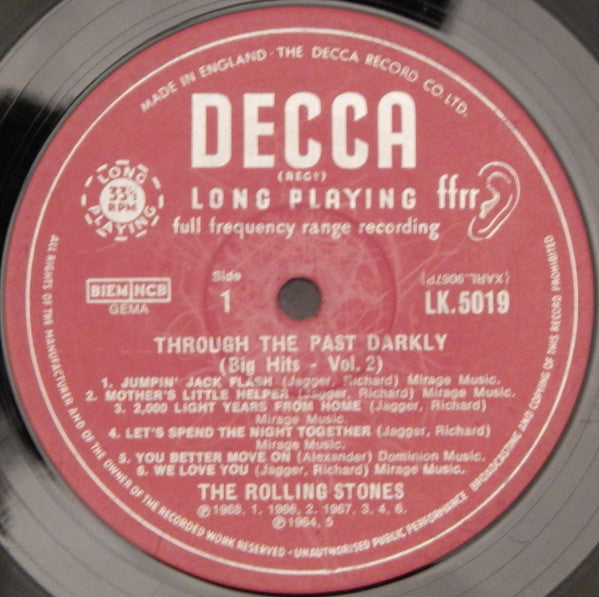 MADE IN ENGLAND · THE DECCA RECORD CO. LTD.
DECCA
(REGD)
LONG PLAYING
ffrr
full frequency range recording
LONG PLAYING
33⅓
RPM
Side
1
BIEM NCB
GEMA
(XARL.9067P)
LK.5019
THROUGH THE PAST DARKLY
(Big Hits - Vol. 2)
1. JUMPIN' JACK FLASH (Jagger, Richard) Mirage Music.
2. MOTHER'S LITTLE HELPER (Jagger, Richard) Mirage Music.
3. 2,000 LIGHT YEARS FROM HOME (Jagger, Richard)
Mirage Music.
4. LET'S SPEND THE NIGHT TOGETHER (Jagger, Richard)
Mirage Music.
5. YOU BETTER MOVE ON (Alexander) Dominion Music.
6. WE LOVE YOU (Jagger, Richard) Mirage Music.
THE ROLLING STONES
℗1968, 1. 1966, 2. 1967, 3, 4, 6.
℗1964, 5
ALL RIGHTS OF THE MANUFACTURER AND OF THE OWNER OF THE RECORDED WORK RESERVED · UNAUTHORISED PUBLIC PERFORMANCE BROADCASTING AND COPYING OF THIS RECORD PROHIBITED